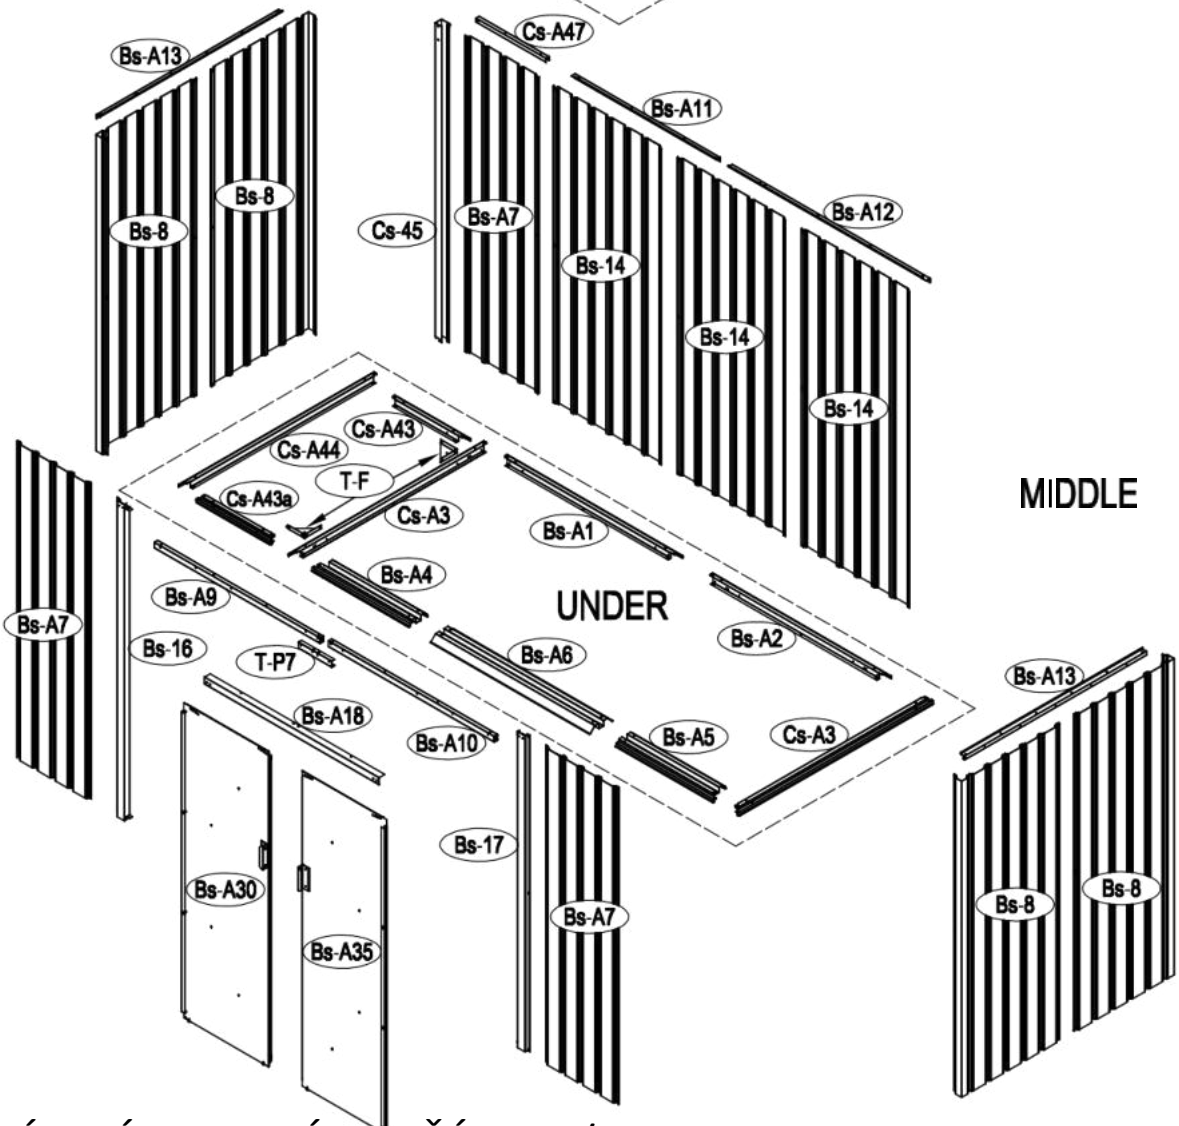 Bs-A13
Cs-A47
Bs-A11
Bs-8
Bs-8
Cs-45
Bs-A7
Bs-A12
Bs-14
Bs-14
Bs-14
Cs-A43
Cs-A44
T-F
Cs-A43a
Cs-A3
Bs-A1
MIDDLE
Bs-A4
UNDER
Bs-A9
Bs-A7
Bs-16
T-P7
Bs-A6
Bs-A2
Bs-A13
Bs-A18
Bs-A10
Bs-A5
Cs-A3
Bs-17
Bs-A30
Bs-A35
Bs-A7
Bs-8
Bs-8